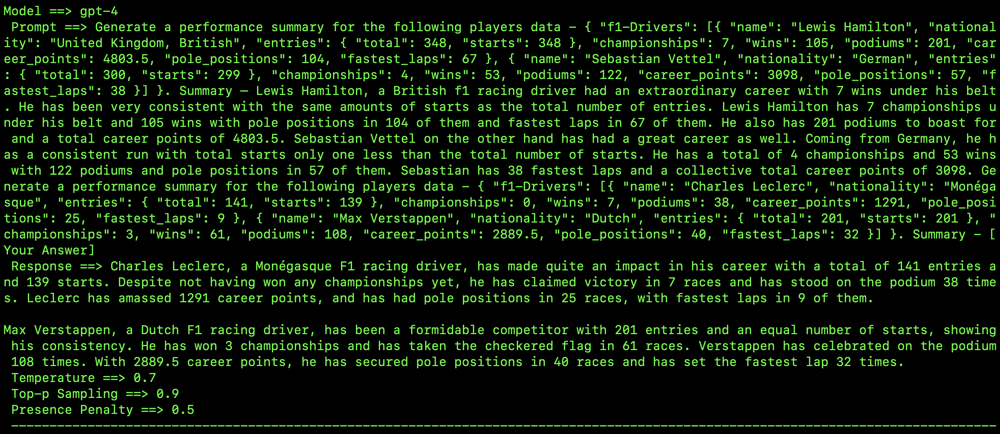 Model ==> gpt-4
Prompt ==> Generate a performance summary for the following players data - { "f1-Drivers": [{ "name": "Lewis Hamilton", "national
ity": "United Kingdom, British", "entries": { "total": 348, "starts": 348 }, "championships": 7, "wins": 105, "podiums": 201, "car
eer_points": 4803.5, "pole_positions": 104, "fastest_laps": 67 }, { "name": "Sebastian Vettel", "nationality": "German", "entries"
: { "total": 300, "starts": 299 }, "championships": 4, "wins": 53, "podiums": 122, "career_points": 3098, "pole_positions": 57, "f
astest_laps": 38 }] }. Summary — Lewis Hamilton, a British f1 racing driver had an extraordinary career with 7 wins under his belt
. He has been very consistent with the same amounts of starts as the total number of entries. Lewis Hamilton has 7 championships u
nder his belt and 105 wins with pole positions in 104 of them and fastest laps in 67 of them. He also has 201 podiums to boast for
and a total career points of 4803.5. Sebastian Vettel on the other hand has had a great career as well. Coming from Germany, he h
as a consistent run with total starts only one less than the total number of starts. He has a total of 4 championships and 53 wins
with 122 podiums and pole positions in 57 of them. Sebastian has 38 fastest laps and a collective total career points of 3098. Ge
nerate a performance summary for the following players data - { "f1-Drivers": [{ "name": "Charles Leclerc", "nationality": "Monéga
sque", "entries": { "total": 141, "starts": 139 }, "championships": 0, "wins": 7, "podiums": 38, "career_points": 1291, "pole_posi
tions": 25, "fastest_laps": 9 }, { "name": "Max Verstappen", "nationality": "Dutch", "entries": { "total": 201, "starts": 201 }, "
championships": 3, "wins": 61, "podiums": 108, "career_points": 2889.5, "pole_positions": 40, "fastest_laps": 32 }] }. Summary - [
Your Answer]
Response ==> Charles Leclerc, a Monégasque F1 racing driver, has made quite an impact in his career with a total of 141 entries a
nd 139 starts. Despite not having won any championships yet, he has claimed victory in 7 races and has stood on the podium 38 time
s. Leclerc has amassed 1291 career points, and has had pole positions in 25 races, with fastest laps in 9 of them.
Max Verstappen, a Dutch F1 racing driver, has been a formidable competitor with 201 entries and an equal number of starts, showing
his consistency. He has won 3 championships and has taken the checkered flag in 61 races. Verstappen has celebrated on the podium
108 times. With 2889.5 career points, he has secured pole positions in 40 races and has set the fastest lap 32 times.
Temperature ==> 0.7
Top-p Sampling ==> 0.9
Presence Penalty ==> 0.5
----------------------------------------------------------------------------------------------------------------------------------